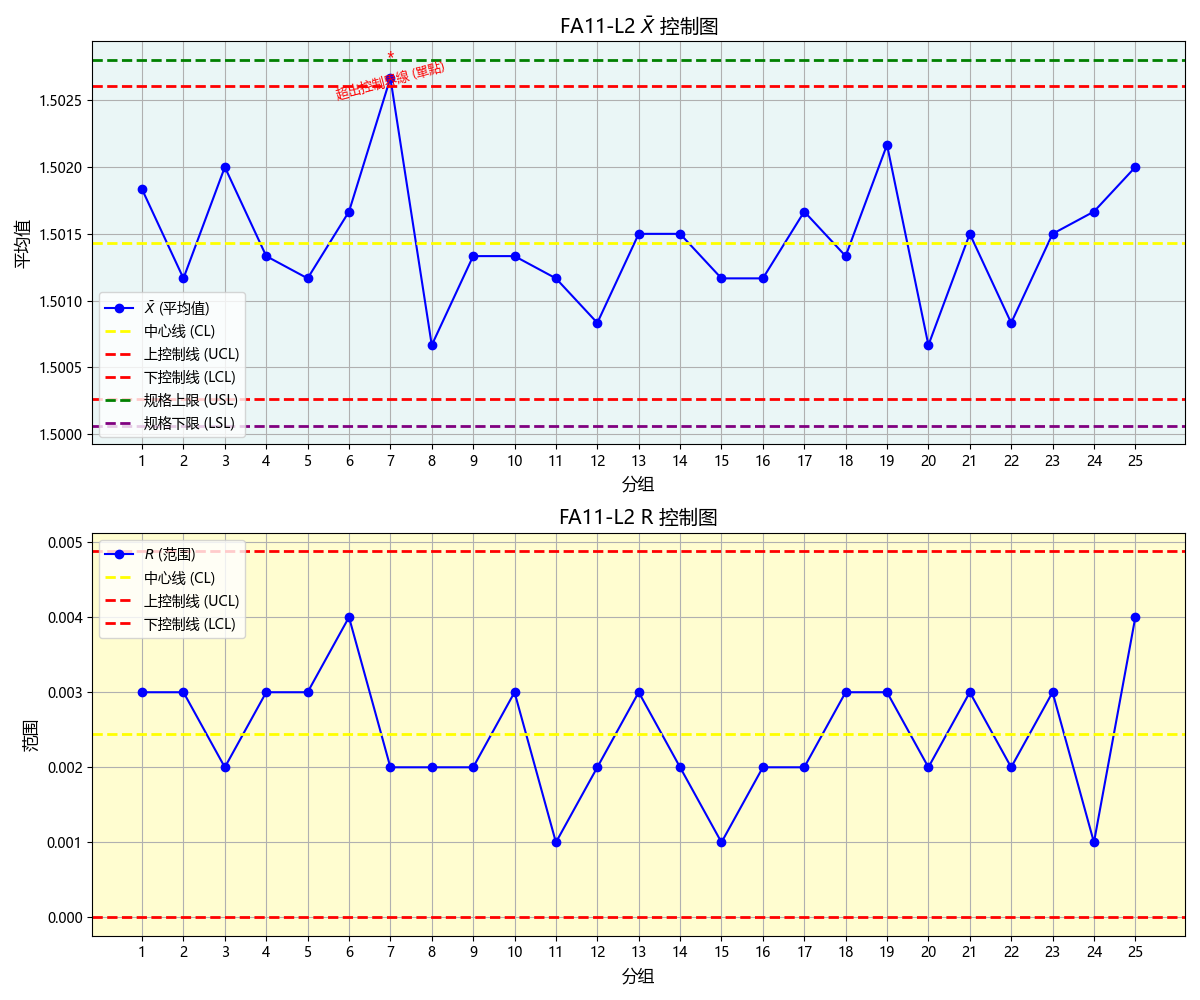 FA11-L2 X̄ 控制图
*
超出控制界線 (單點)
平均值
1.5025
1.5020
1.5015
1.5010
1.5005
1.5000
X̄ (平均值)
中心线 (CL)
上控制线 (UCL)
下控制线 (LCL)
规格上限 (USL)
规格下限 (LSL)
1 2 3 4 5 6 7 8 9 10 11 12 13 14 15 16 17 18 19 20 21 22 23 24 25
分组
FA11-L2 R 控制图
范围
0.005
0.004
0.003
0.002
0.001
0.000
R (范围)
中心线 (CL)
上控制线 (UCL)
下控制线 (LCL)
1 2 3 4 5 6 7 8 9 10 11 12 13 14 15 16 17 18 19 20 21 22 23 24 25
分组